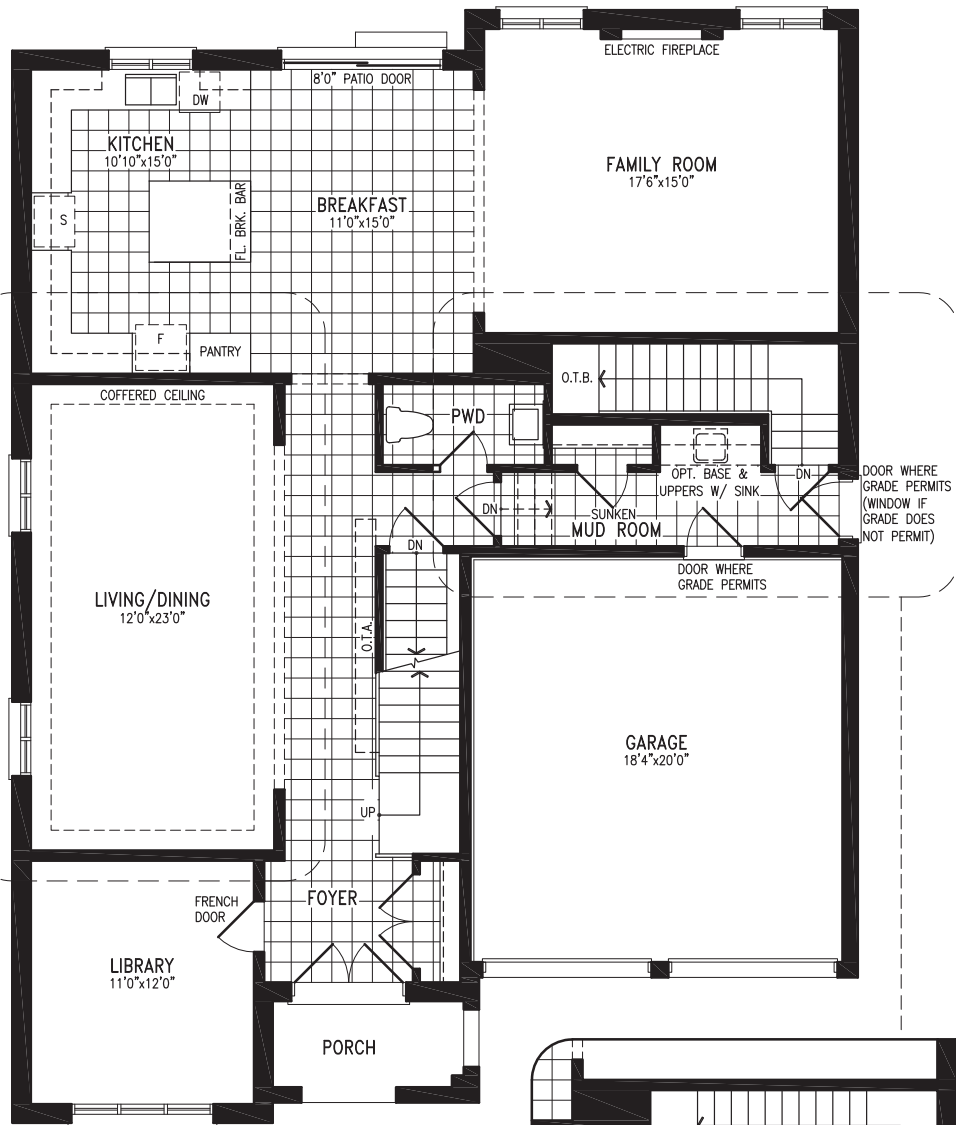 ELECTRIC FIREPLACE
8'0" PATIO DOOR
DW
KITCHEN
10'10"x15'0"
FAMILY ROOM
17'6"x15'0"
S
FL. BRK. BAR
BREAKFAST
11'0"x15'0"
F
PANTRY
O.T.B.
COFFERED CEILING
PWD
OPT. BASE &
UPPERS W/ SINK
DN
DOOR WHERE
GRADE PERMITS
(WINDOW IF
GRADE DOES
NOT PERMIT)
DN
SUNKEN
MUD ROOM
DN
DOOR WHERE
GRADE PERMITS
LIVING/DINING
12'0"x23'0"
O.T.A.
GARAGE
18'4"x20'0"
UP
FRENCH
DOOR
FOYER
LIBRARY
11'0"x12'0"
PORCH